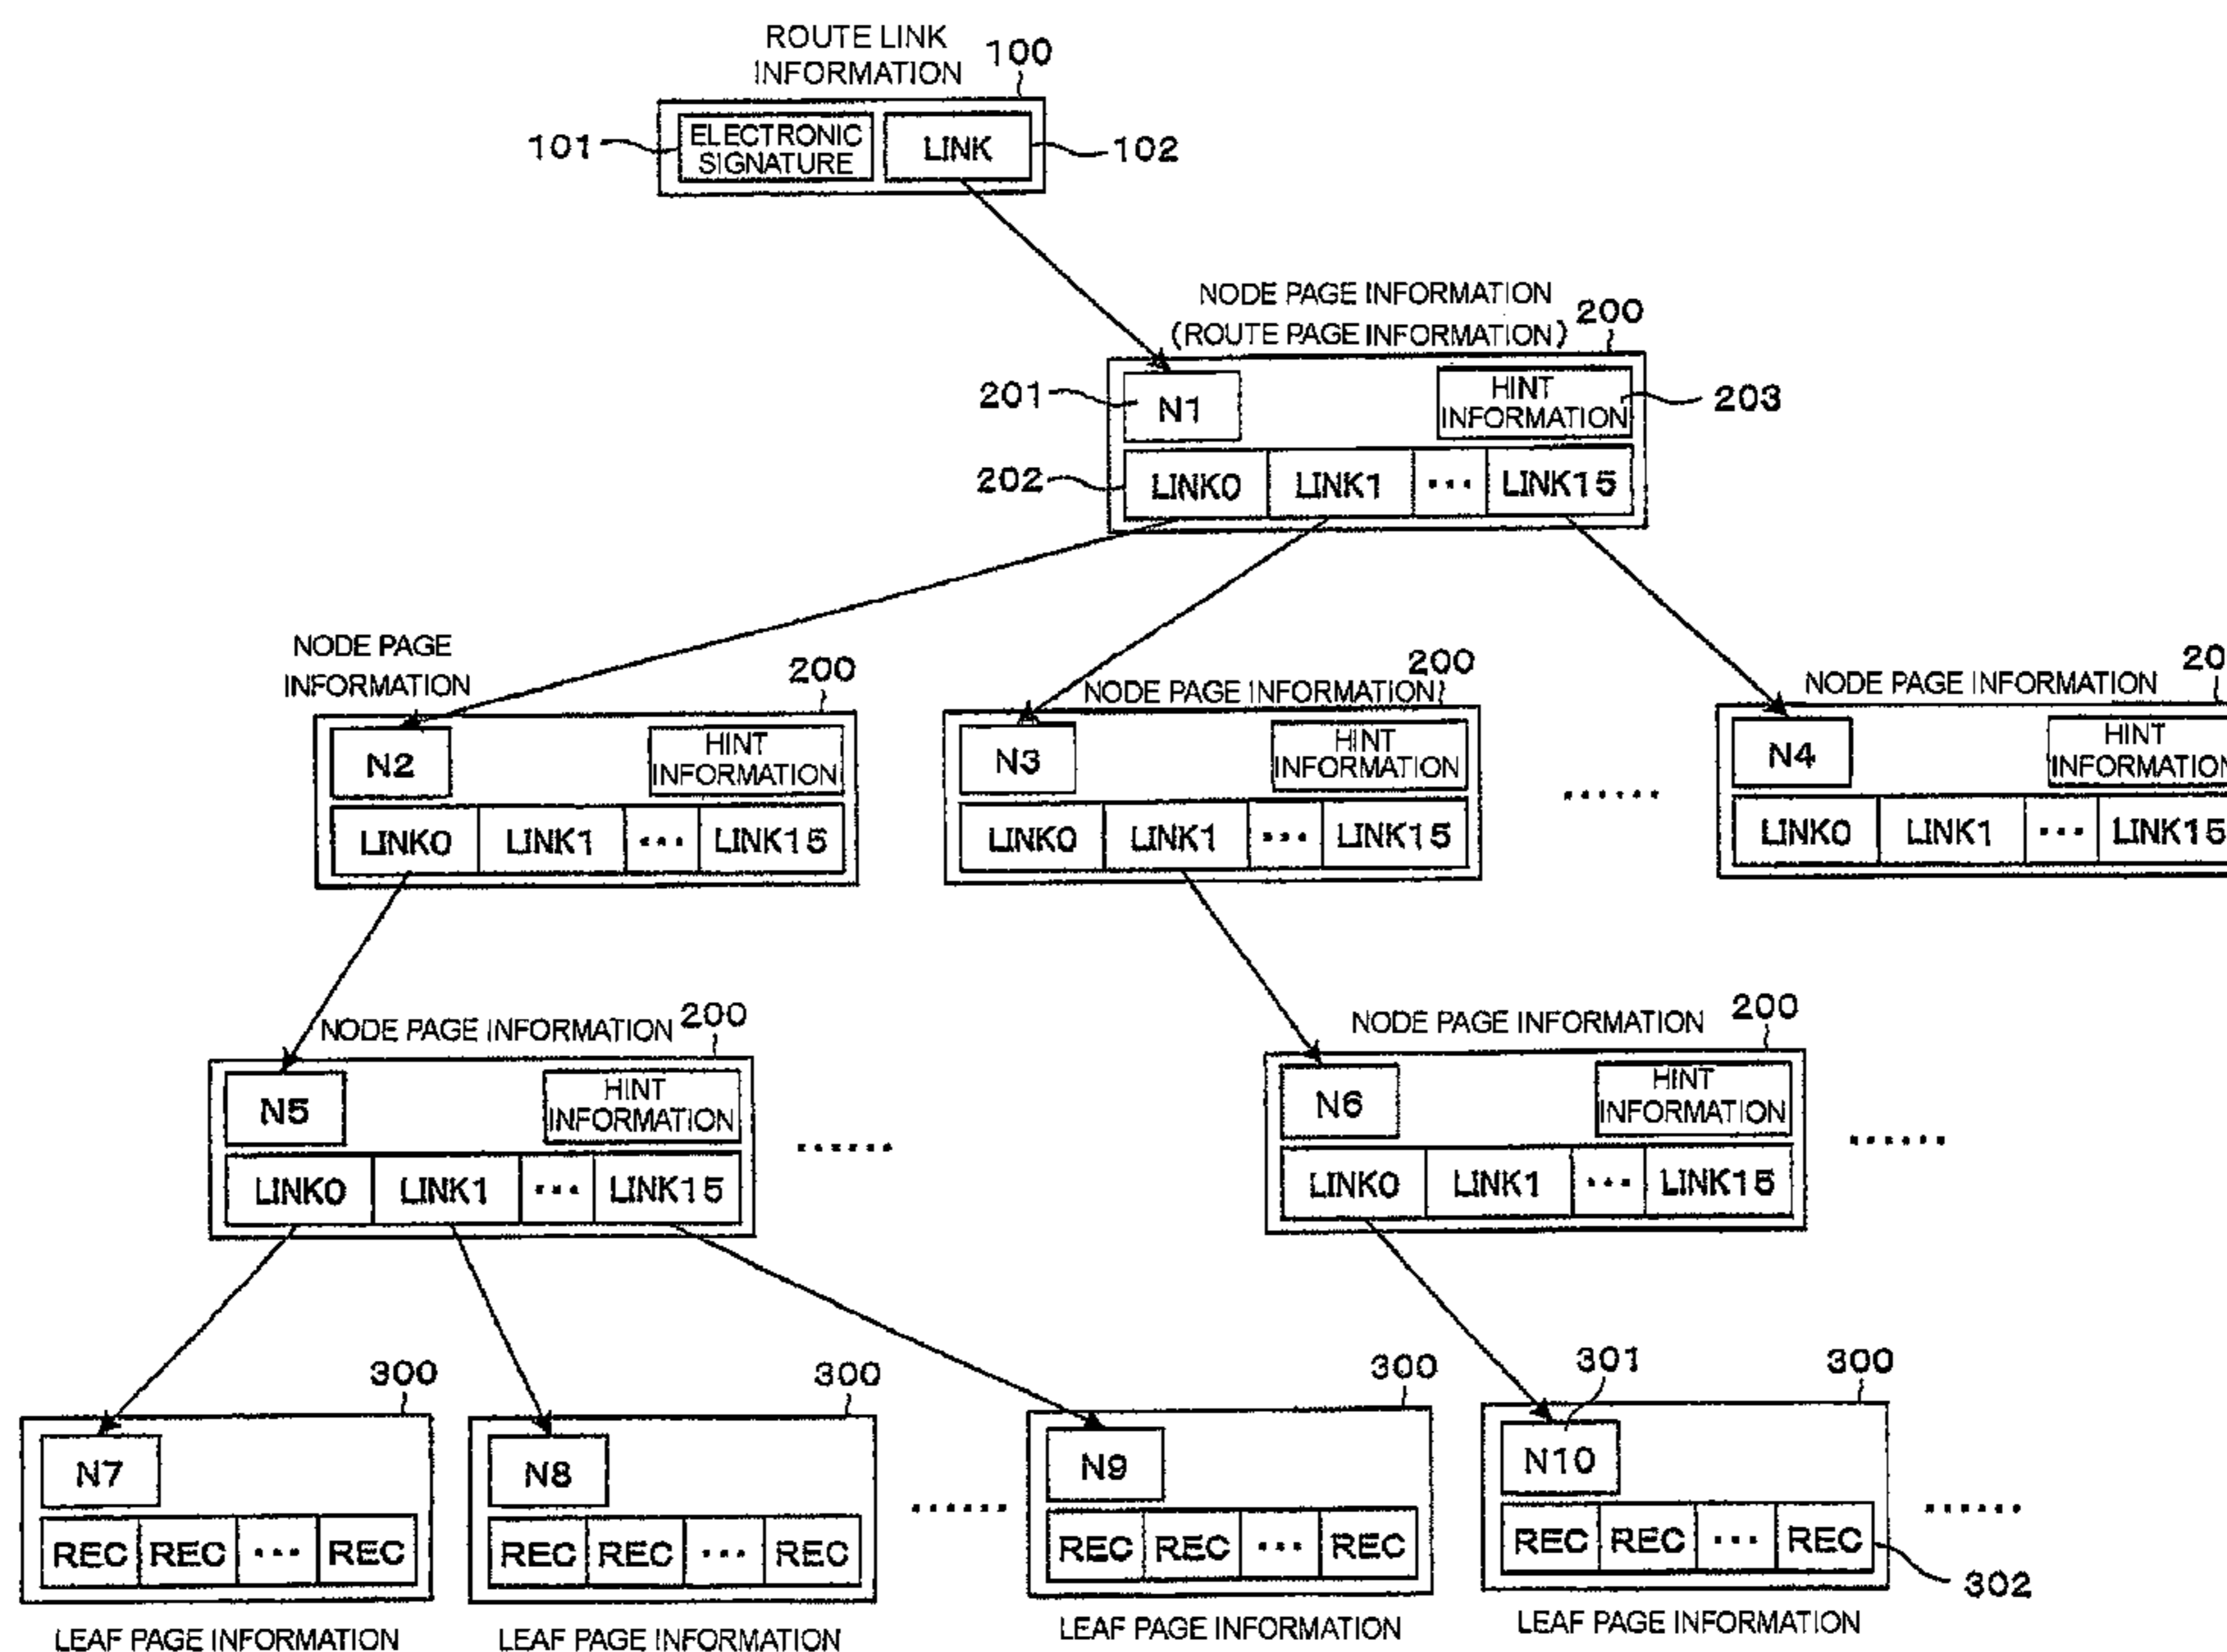 ROUTE LINK
INFORMATION
100
101
ELECTRONIC
SIGNATURE
LINK
102
NODE PAGE INFORMATION
(ROUTE PAGE INFORMATION)
200
201
N1
HINT
INFORMATION
203
202
LINK0
LINK1
...
LINK15
NODE PAGE
INFORMATION
200
N2
HINT
INFORMATION
LINK0
LINK1
...
LINK15
NODE PAGE INFORMATION
200
N3
HINT
INFORMATION
LINK0
LINK1
...
LINK15
......
NODE PAGE INFORMATION
N4
HINT
LINK0
LINK1
...
LINK15
NODE PAGE INFORMATION
200
N5
HINT
INFORMATION
LINK0
LINK1
...
LINK15
......
NODE PAGE INFORMATION
200
N6
HINT
INFORMATION
LINK0
LINK1
...
LINK15
......
300
N7
REC
REC
...
REC
LEAF PAGE INFORMATION
300
N8
REC
REC
...
REC
LEAF PAGE INFORMATION
......
300
N9
REC
REC
...
REC
LEAF PAGE INFORMATION
301
300
N10
REC
REC
...
REC
302
LEAF PAGE INFORMATION
......